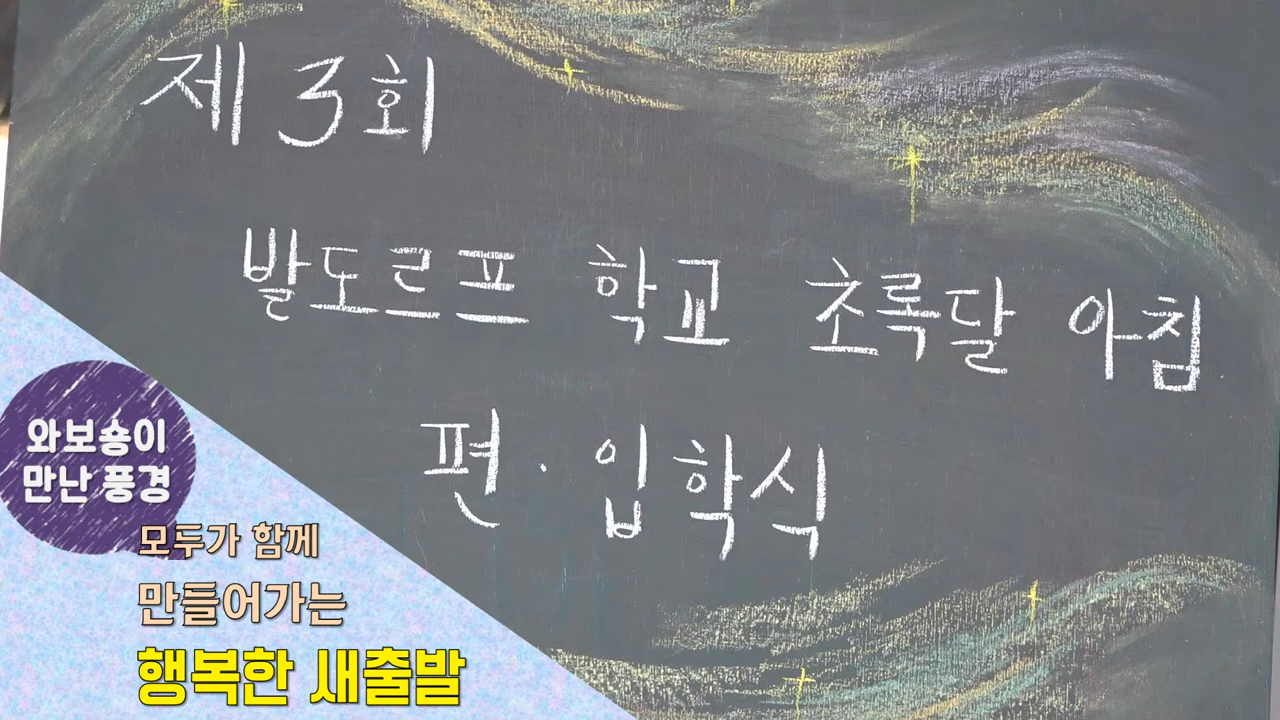 제 3회
발도르프 학교 초록달 아침
편·입학식
와보숑이
만난 풍경
모두가 함께
만들어가는
행복한 새출발